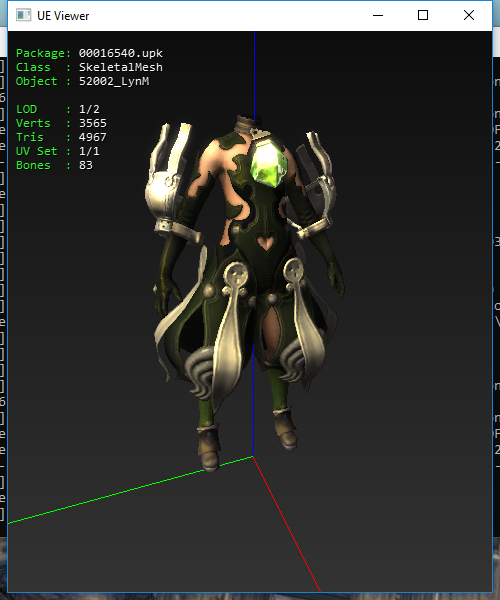 UE Viewer
Package: 00016540.upk
Class : SkeletalMesh
Object : 52002_LynM
LOD : 1/2
Verts : 3565
Tris : 4967
UV Set : 1/1
Bones : 83